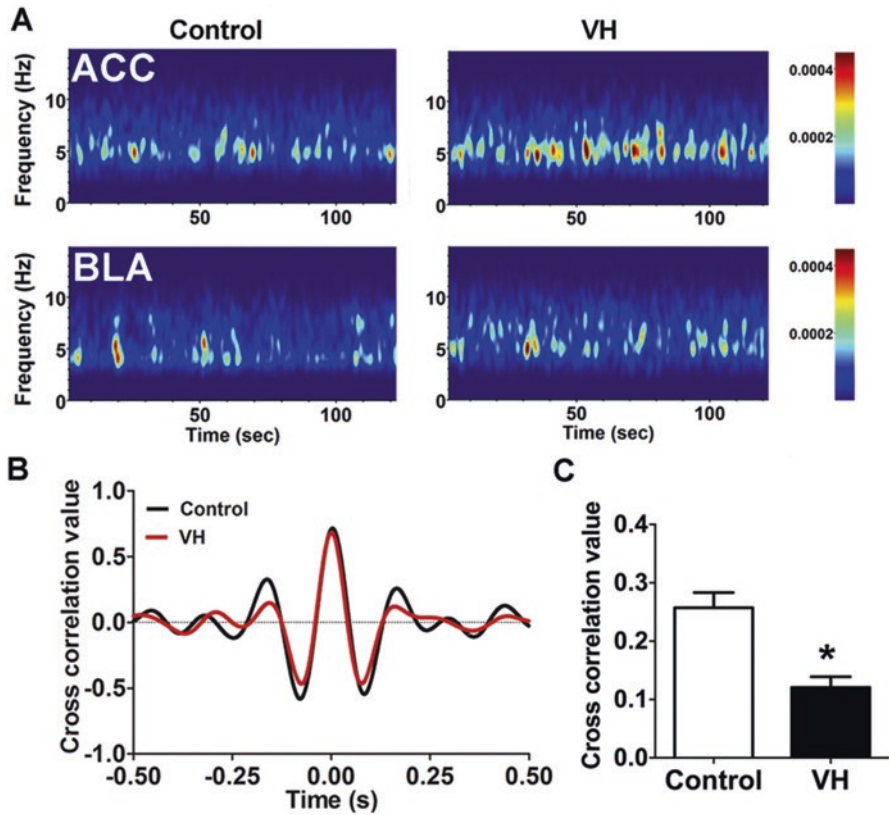 A
Control
VH
ACC
Frequency (Hz)
10
5
0
50
100
50
100
0.0004
0.0002
BLA
Frequency (Hz)
10
5
0
50
100
Time (sec)
50
100
Time (sec)
0.0004
0.0002
B
Control
VH
Cross correlation value
1.0
0.5
0.0
-0.5
-1.0
-0.50
-0.25
0.00
0.25
0.50
Time (s)
C
Cross correlation value
0.4
0.3
0.2
0.1
0.0
*
Control
VH